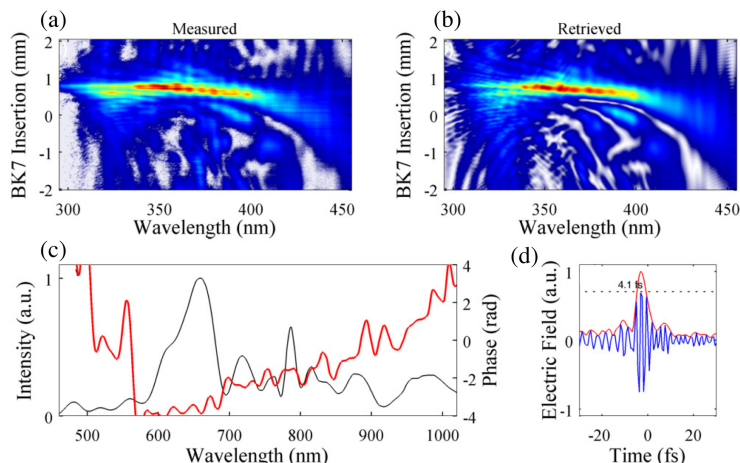 (a)
Measured
(b)
Retrieved
BK7 Insertion (mm)
2
1
0
-1
-2
300
350
400
450
Wavelength (nm)
BK7 Insertion (mm)
2
1
0
-1
-2
300
350
400
450
Wavelength (nm)
(c)
Intensity (a.u.)
1
0
4
2
0
-2
-4
Phase (rad)
500
600
700
800
900
1000
Wavelength (nm)
(d)
Electric Field (a.u.)
1
0
-1
4.1 fs
-20
0
20
Time (fs)